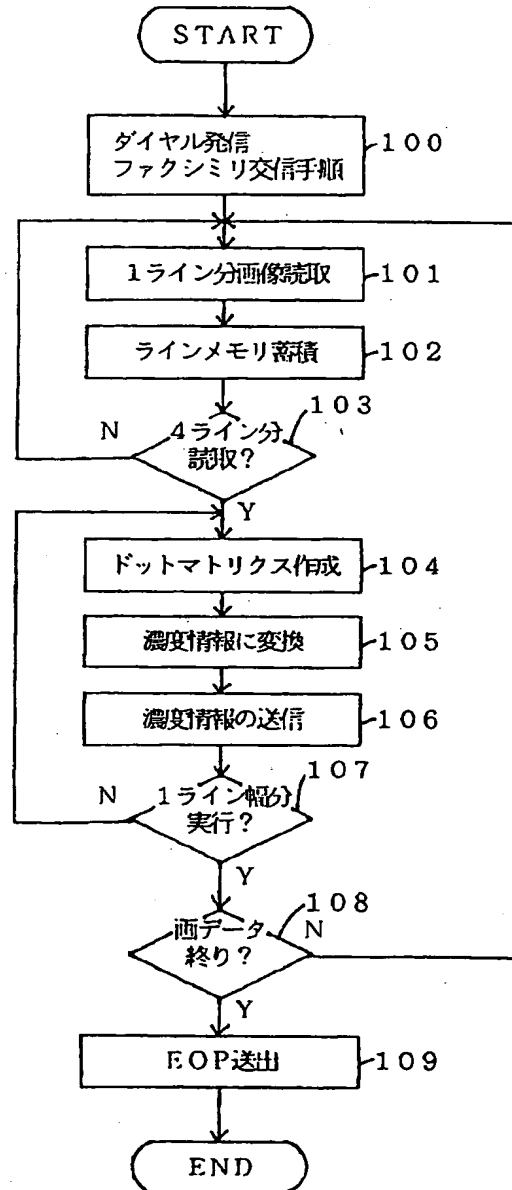 START
ダイヤル発信
ファクシミリ交信手順
100
1ライン分画像読取
101
ラインメモリ蓄積
102
103
N
4ライン分
読取?
Y
ドットマトリクス作成
104
濃度情報に変換
105
濃度情報の送信
106
107
N
1ライン幅分
実行?
Y
108
画データ
終り?
N
Y
EOP送出
109
END